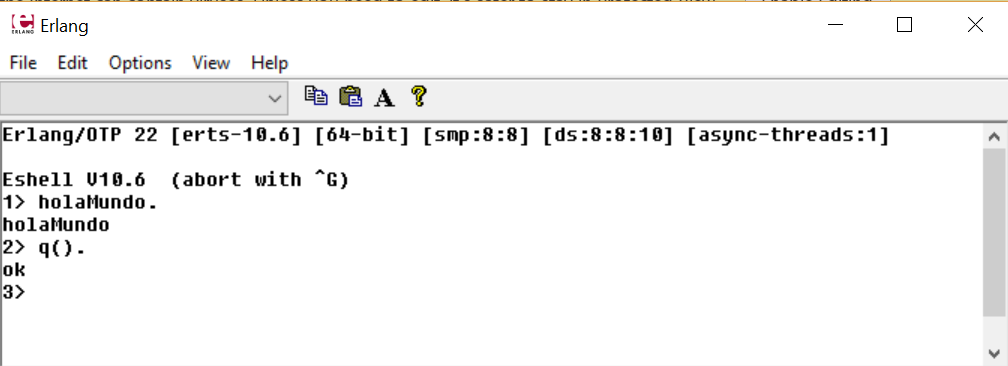 Erlang
ERLANG
File Edit Options View Help
Erlang/OTP 22 [erts-10.6] [64-bit] [smp:8:8] [ds:8:8:10] [async-threads:1]
Eshell V10.6  (abort with ^G)
1> holaMundo.
holaMundo
2> q().
ok
3>